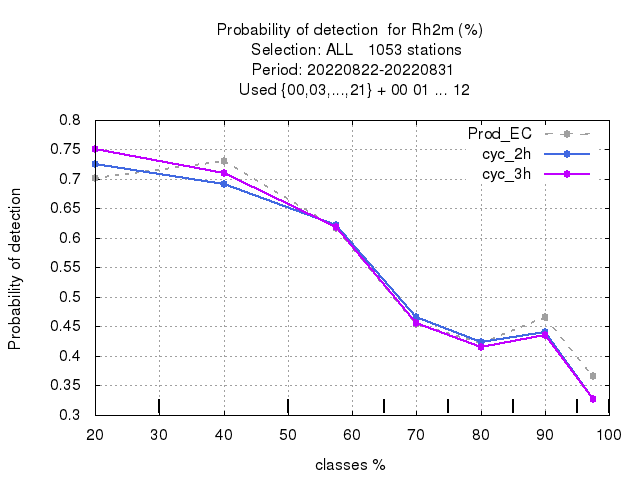 Probability of detection  for Rh2m (%)
Selection: ALL   1053 stations
Period: 20220822-20220831
Used {00,03,...,21} + 00 01 ... 12
Prod_EC
cyc_2h
cyc_3h
0.8
0.75
0.7
0.65
0.6
0.55
0.5
0.45
0.4
0.35
0.3
Probability of detection
20 30 40 50 60 70 80 90 100
classes %